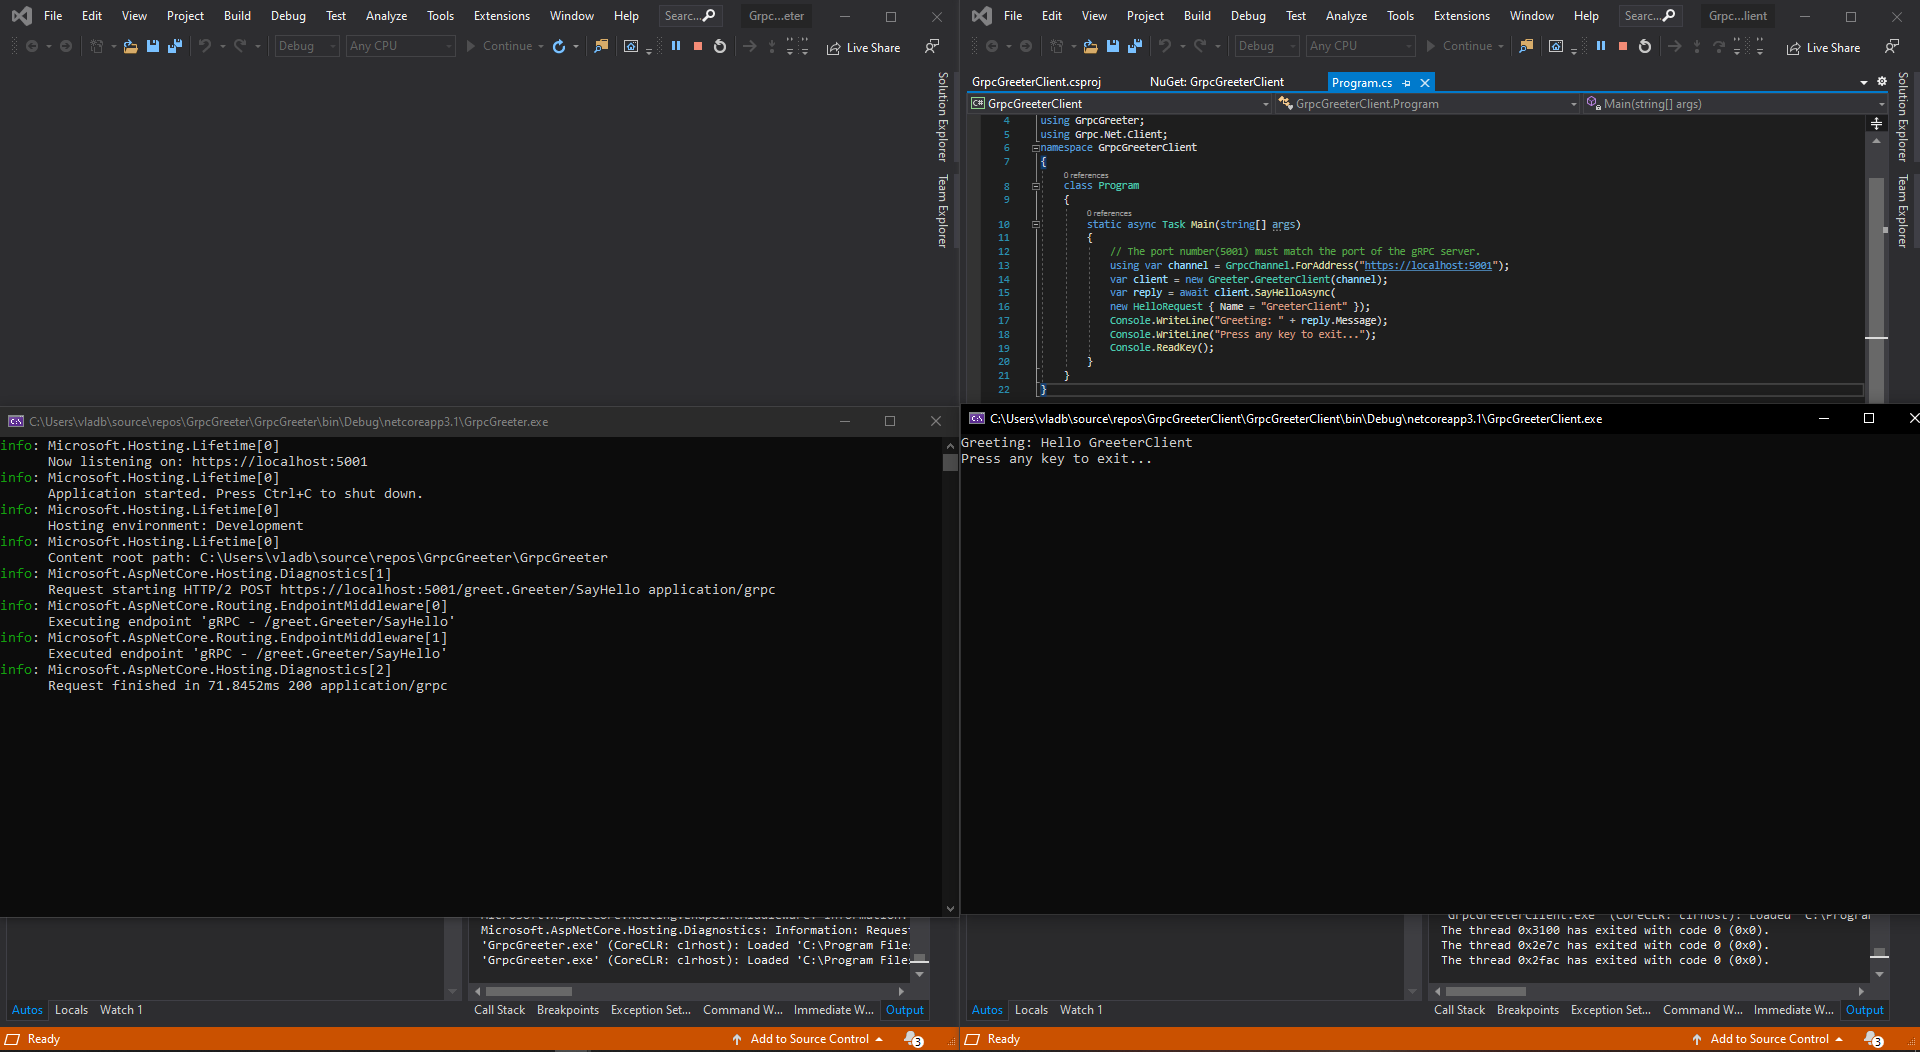 File Edit View Project Build Debug Test Analyze Tools Extensions Window Help Searc... Grpc...eter
Debug Any CPU Continue Live Share
Solution Explorer
Team Explorer
C:\Users\vladb\source\repos\GrpcGreeter\GrpcGreeter\bin\Debug\netcoreapp3.1\GrpcGreeter.exe
info: Microsoft.Hosting.Lifetime[0]
Now listening on: https://localhost:5001
info: Microsoft.Hosting.Lifetime[0]
Application started. Press Ctrl+C to shut down.
info: Microsoft.Hosting.Lifetime[0]
Hosting environment: Development
info: Microsoft.Hosting.Lifetime[0]
Content root path: C:\Users\vladb\source\repos\GrpcGreeter\GrpcGreeter
info: Microsoft.AspNetCore.Hosting.Diagnostics[1]
Request starting HTTP/2 POST https://localhost:5001/greet.Greeter/SayHello application/grpc
info: Microsoft.AspNetCore.Routing.EndpointMiddleware[0]
Executing endpoint 'gRPC - /greet.Greeter/SayHello'
info: Microsoft.AspNetCore.Routing.EndpointMiddleware[1]
Executed endpoint 'gRPC - /greet.Greeter/SayHello'
info: Microsoft.AspNetCore.Hosting.Diagnostics[2]
Request finished in 71.8452ms 200 application/grpc
Microsoft.AspNetCore.Routing.EndpointMiddleware: Information:
Microsoft.AspNetCore.Hosting.Diagnostics: Information: Request
'GrpcGreeter.exe' (CoreCLR: clrhost): Loaded 'C:\Program File
'GrpcGreeter.exe' (CoreCLR: clrhost): Loaded 'C:\Program File
Autos Locals Watch 1 Call Stack Breakpoints Exception Set... Command W... Immediate W... Output
Ready Add to Source Control 3
File Edit View Project Build Debug Test Analyze Tools Extensions Window Help Searc... Grpc...lient
Debug Any CPU Continue Live Share
GrpcGreeterClient.csproj NuGet: GrpcGreeterClient Program.cs
C# GrpcGreeterClient GrpcGreeterClient.Program Main(string[] args)
Solution Explorer
Team Explorer
4 using GrpcGreeter;
5 using Grpc.Net.Client;
6 namespace GrpcGreeterClient
7 {
0 references
8 class Program
9 {
0 references
10 static async Task Main(string[] args)
11 {
12 // The port number(5001) must match the port of the gRPC server.
13 using var channel = GrpcChannel.ForAddress("https://localhost:5001");
14 var client = new Greeter.GreeterClient(channel);
15 var reply = await client.SayHelloAsync(
16 new HelloRequest { Name = "GreeterClient" });
17 Console.WriteLine("Greeting: " + reply.Message);
18 Console.WriteLine("Press any key to exit...");
19 Console.ReadKey();
20 }
21 }
22 }
C:\Users\vladb\source\repos\GrpcGreeterClient\GrpcGreeterClient\bin\Debug\netcoreapp3.1\GrpcGreeterClient.exe
Greeting: Hello GreeterClient
Press any key to exit...
'GrpcGreeterClient.exe' (CoreCLR: clrhost): Loaded 'C:\Program
The thread 0x3100 has exited with code 0 (0x0).
The thread 0x2e7c has exited with code 0 (0x0).
The thread 0x2fac has exited with code 0 (0x0).
Autos Locals Watch 1 Call Stack Breakpoints Exception Set... Command W... Immediate W... Output
Ready Add to Source Control 3